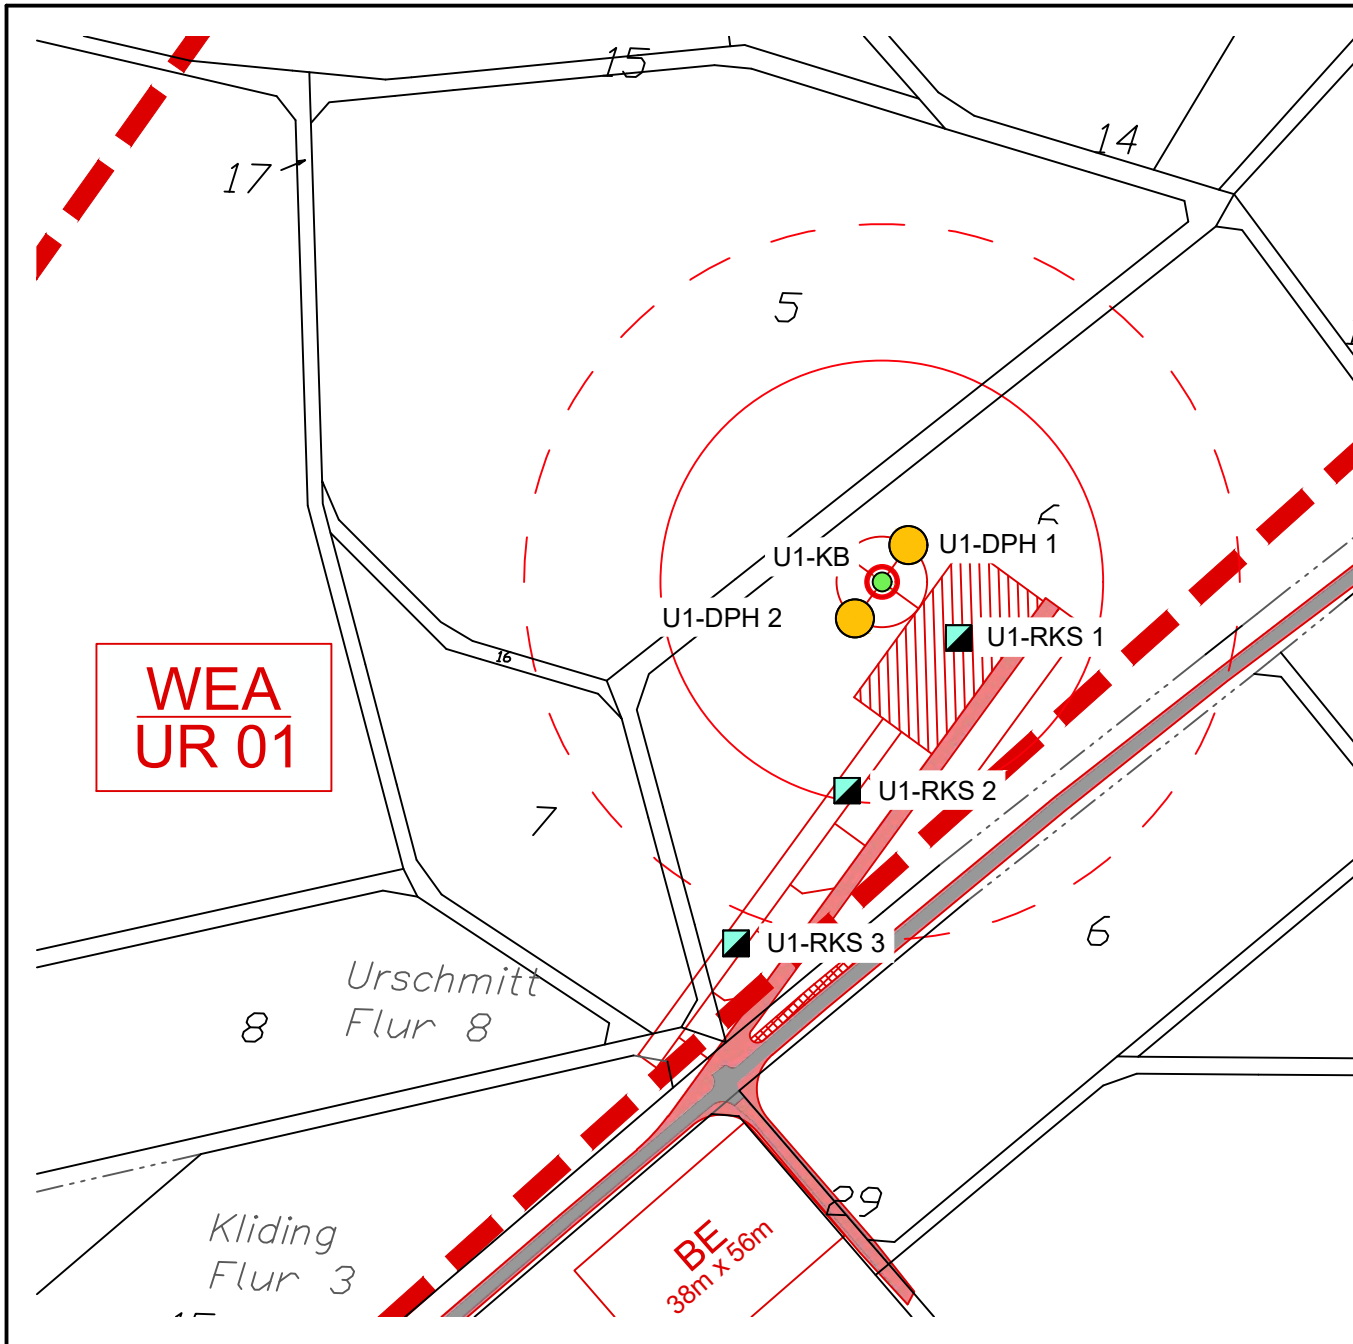 15
14
17
5
U1-KB
U1-DPH 1
U1-DPH 2
U1-RKS 1
16
WEA
UR 01
U1-RKS 2
7
U1-RKS 3
6
Urschmitt
Flur 8
8
29
Kliding
Flur 3
BE
38m x 56m